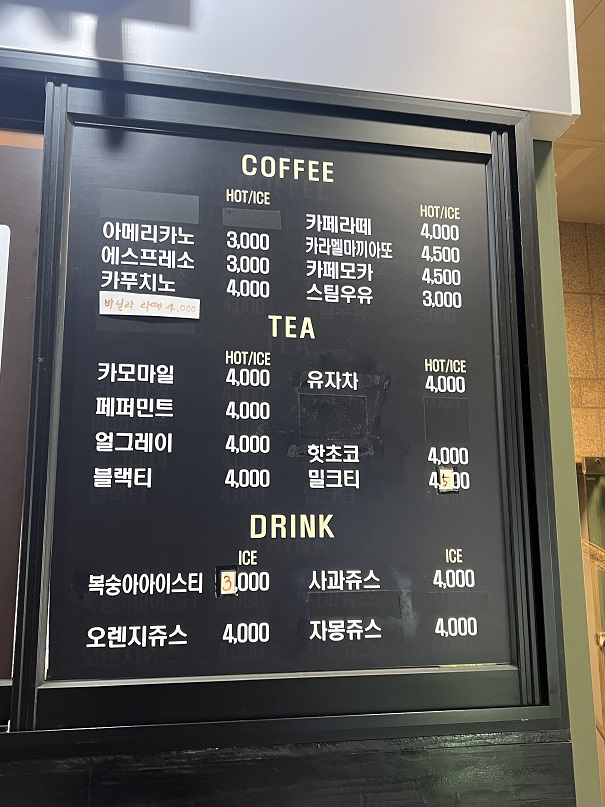 COFFEE
HOT/ICE
아메리카노 3,000
에스프레소 3,000
카푸치노 4,000
바닐라 라떼 4,000
HOT/ICE
카페라떼 4,000
카라멜마끼아또 4,500
카페모카 4,500
스팀우유 3,000
TEA
HOT/ICE
카모마일 4,000
페퍼민트 4,000
얼그레이 4,000
블랙티 4,000
HOT/ICE
유자차 4,000
핫초코 4,000
밀크티 4,500
DRINK
ICE
복숭아아이스티 3,000
오렌지쥬스 4,000
ICE
사과쥬스 4,000
자몽쥬스 4,000